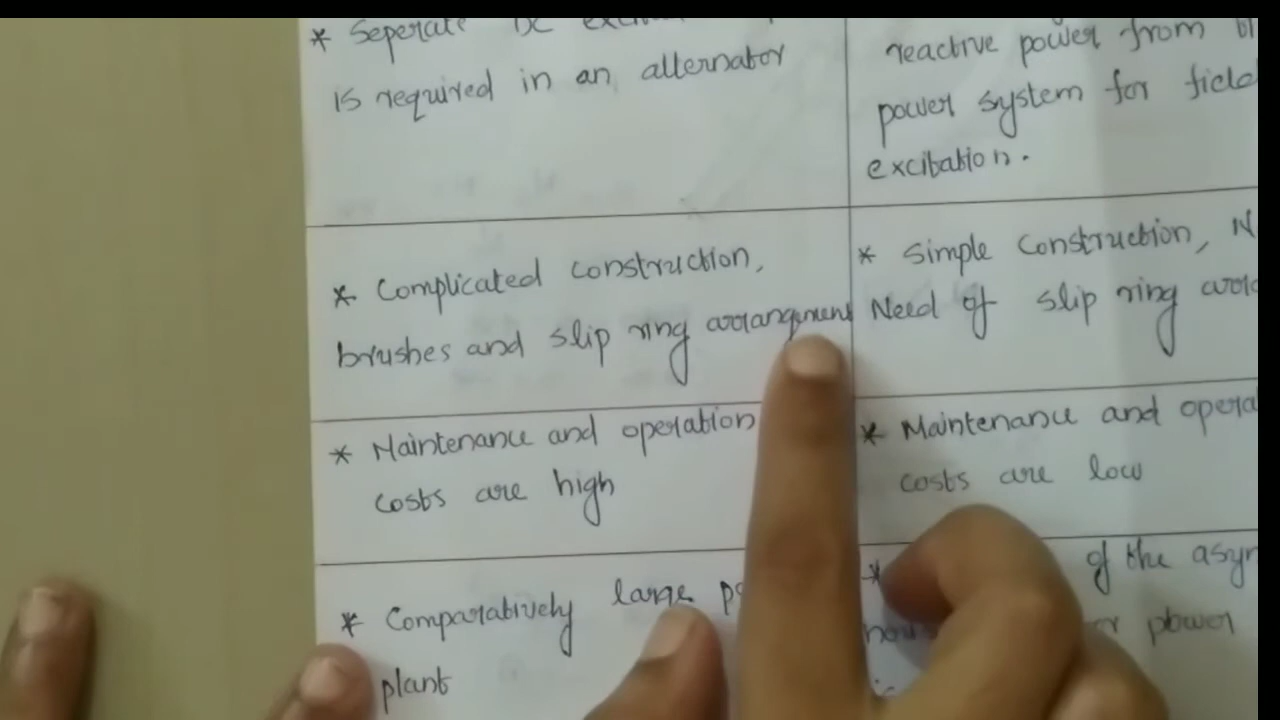 * Seperate DC
is required in an alternator
reactive power from
power system for field
excitation.
* Complicated construction,
brushes and slip ring arrangement
* Simple Construction, N
Need of slip ring
* Maintenance and operation
costs are high
* Maintenance and opera
costs are low
* Comparatively large
plant
* of the asyn
power